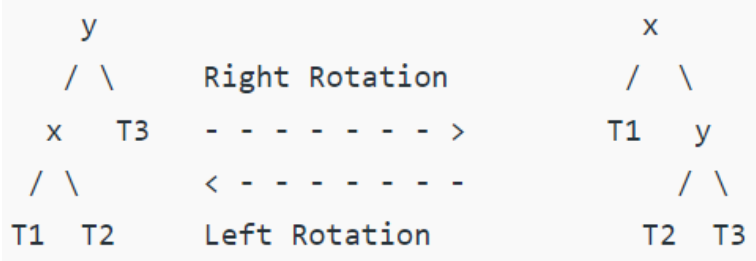 y x
/ \ Right Rotation / \
x T3 - - - - - - - > T1 y
/ \ < - - - - - - - / \
T1 T2 Left Rotation T2 T3